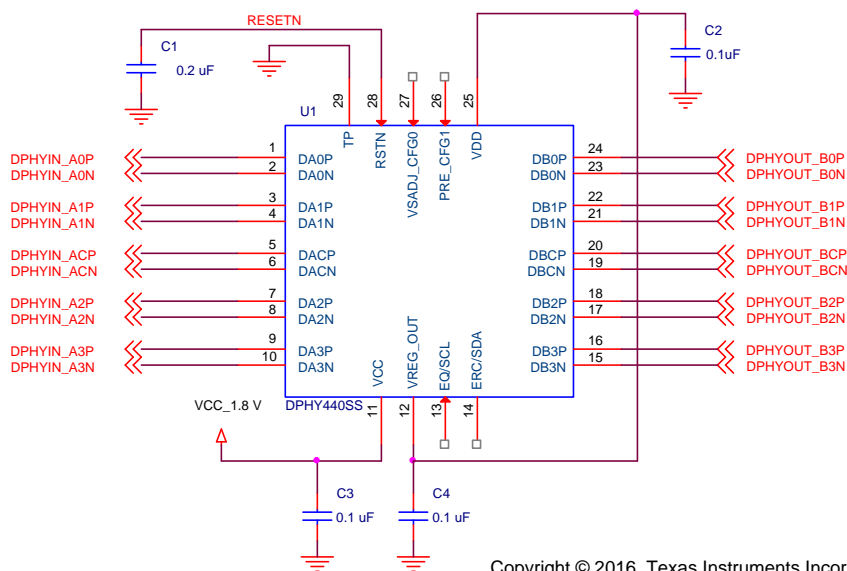 RESETN
C1
0.2 uF
C2
0.1uF
29
28
27
26
25
U1
TP
RSTN
VSADJ_CFG0
PRE_CFG1
VDD
DPHYIN_A0P
1
DA0P
DB0P
24
DPHYOUT_B0P
DPHYIN_A0N
2
DA0N
DB0N
23
DPHYOUT_B0N
DPHYIN_A1P
3
DA1P
DB1P
22
DPHYOUT_B1P
DPHYIN_A1N
4
DA1N
DB1N
21
DPHYOUT_B1N
DPHYIN_ACP
5
DACP
DBCP
20
DPHYOUT_BCP
DPHYIN_ACN
6
DACN
DBCN
19
DPHYOUT_BCN
DPHYIN_A2P
7
DA2P
DB2P
18
DPHYOUT_B2P
DPHYIN_A2N
8
DA2N
DB2N
17
DPHYOUT_B2N
DPHYIN_A3P
9
DA3P
DB3P
16
DPHYOUT_B3P
DPHYIN_A3N
10
DA3N
DB3N
15
DPHYOUT_B3N
VCC
VREG_OUT
EQ/SCL
ERC/SDA
VCC_1.8 V
DPHY440SS
11
12
13
14
C3
0.1 uF
C4
0.1 uF
Copyright © 2016, Texas Instruments Incor